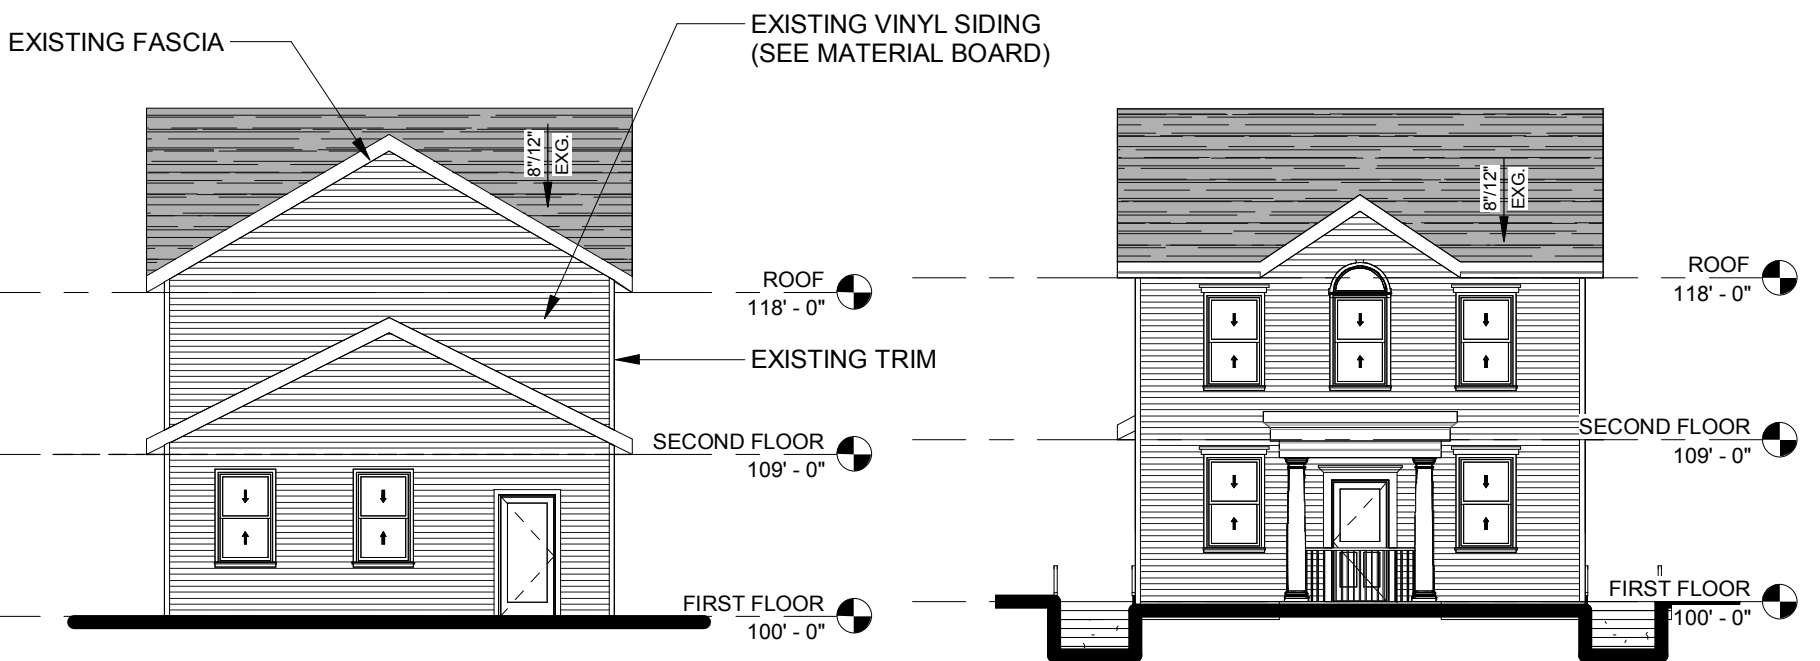 EXISTING FASCIA
EXISTING VINYL SIDING
(SEE MATERIAL BOARD)
8"/12"
EXG.
ROOF
118' - 0"
EXISTING TRIM
SECOND FLOOR
109' - 0"
FIRST FLOOR
100' - 0"
8"/12"
EXG.
ROOF
118' - 0"
SECOND FLOOR
109' - 0"
FIRST FLOOR
100' - 0"